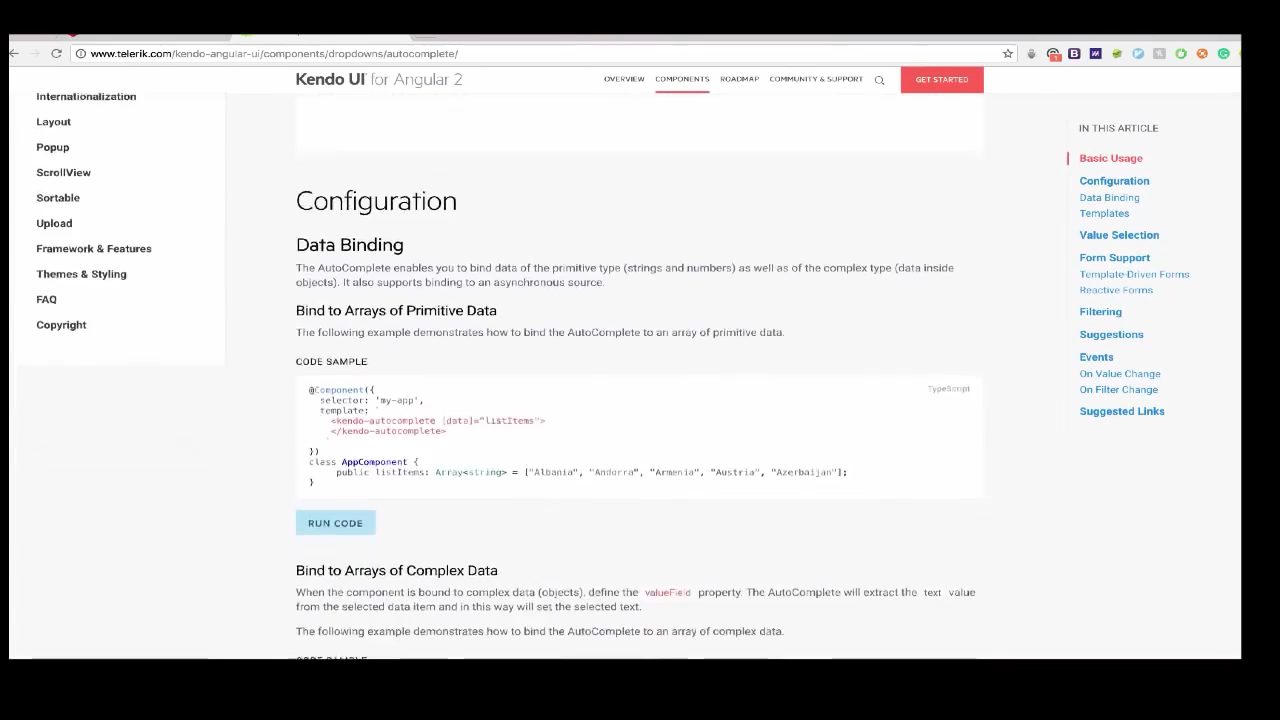 www.telerik.com/kendo-angular-ui/components/dropdowns/autocomplete/
Kendo UI for Angular 2
OVERVIEW COMPONENTS ROADMAP COMMUNITY & SUPPORT GET STARTED
Internationalization
Layout
Popup
ScrollView
Sortable
Upload
Framework & Features
Themes & Styling
FAQ
Copyright
Configuration
Data Binding
The AutoComplete enables you to bind data of the primitive type (strings and numbers) as well as of the complex type (data inside
objects). It also supports binding to an asynchronous source.
Bind to Arrays of Primitive Data
The following example demonstrates how to bind the AutoComplete to an array of primitive data.
CODE SAMPLE
TypeScript
@Component({
selector: 'my-app',
template: `
<kendo-autocomplete [data]="listItems">
</kendo-autocomplete>
`
})
class AppComponent {
public listItems: Array<string> = ["Albania", "Andorra", "Armenia", "Austria", "Azerbaijan"];
}
RUN CODE
Bind to Arrays of Complex Data
When the component is bound to complex data (objects), define the valueField property. The AutoComplete will extract the text value
from the selected data item and in this way will set the selected text.
The following example demonstrates how to bind the AutoComplete to an array of complex data.
IN THIS ARTICLE
Basic Usage
Configuration
Data Binding
Templates
Value Selection
Form Support
Template-Driven Forms
Reactive Forms
Filtering
Suggestions
Events
On Value Change
On Filter Change
Suggested Links